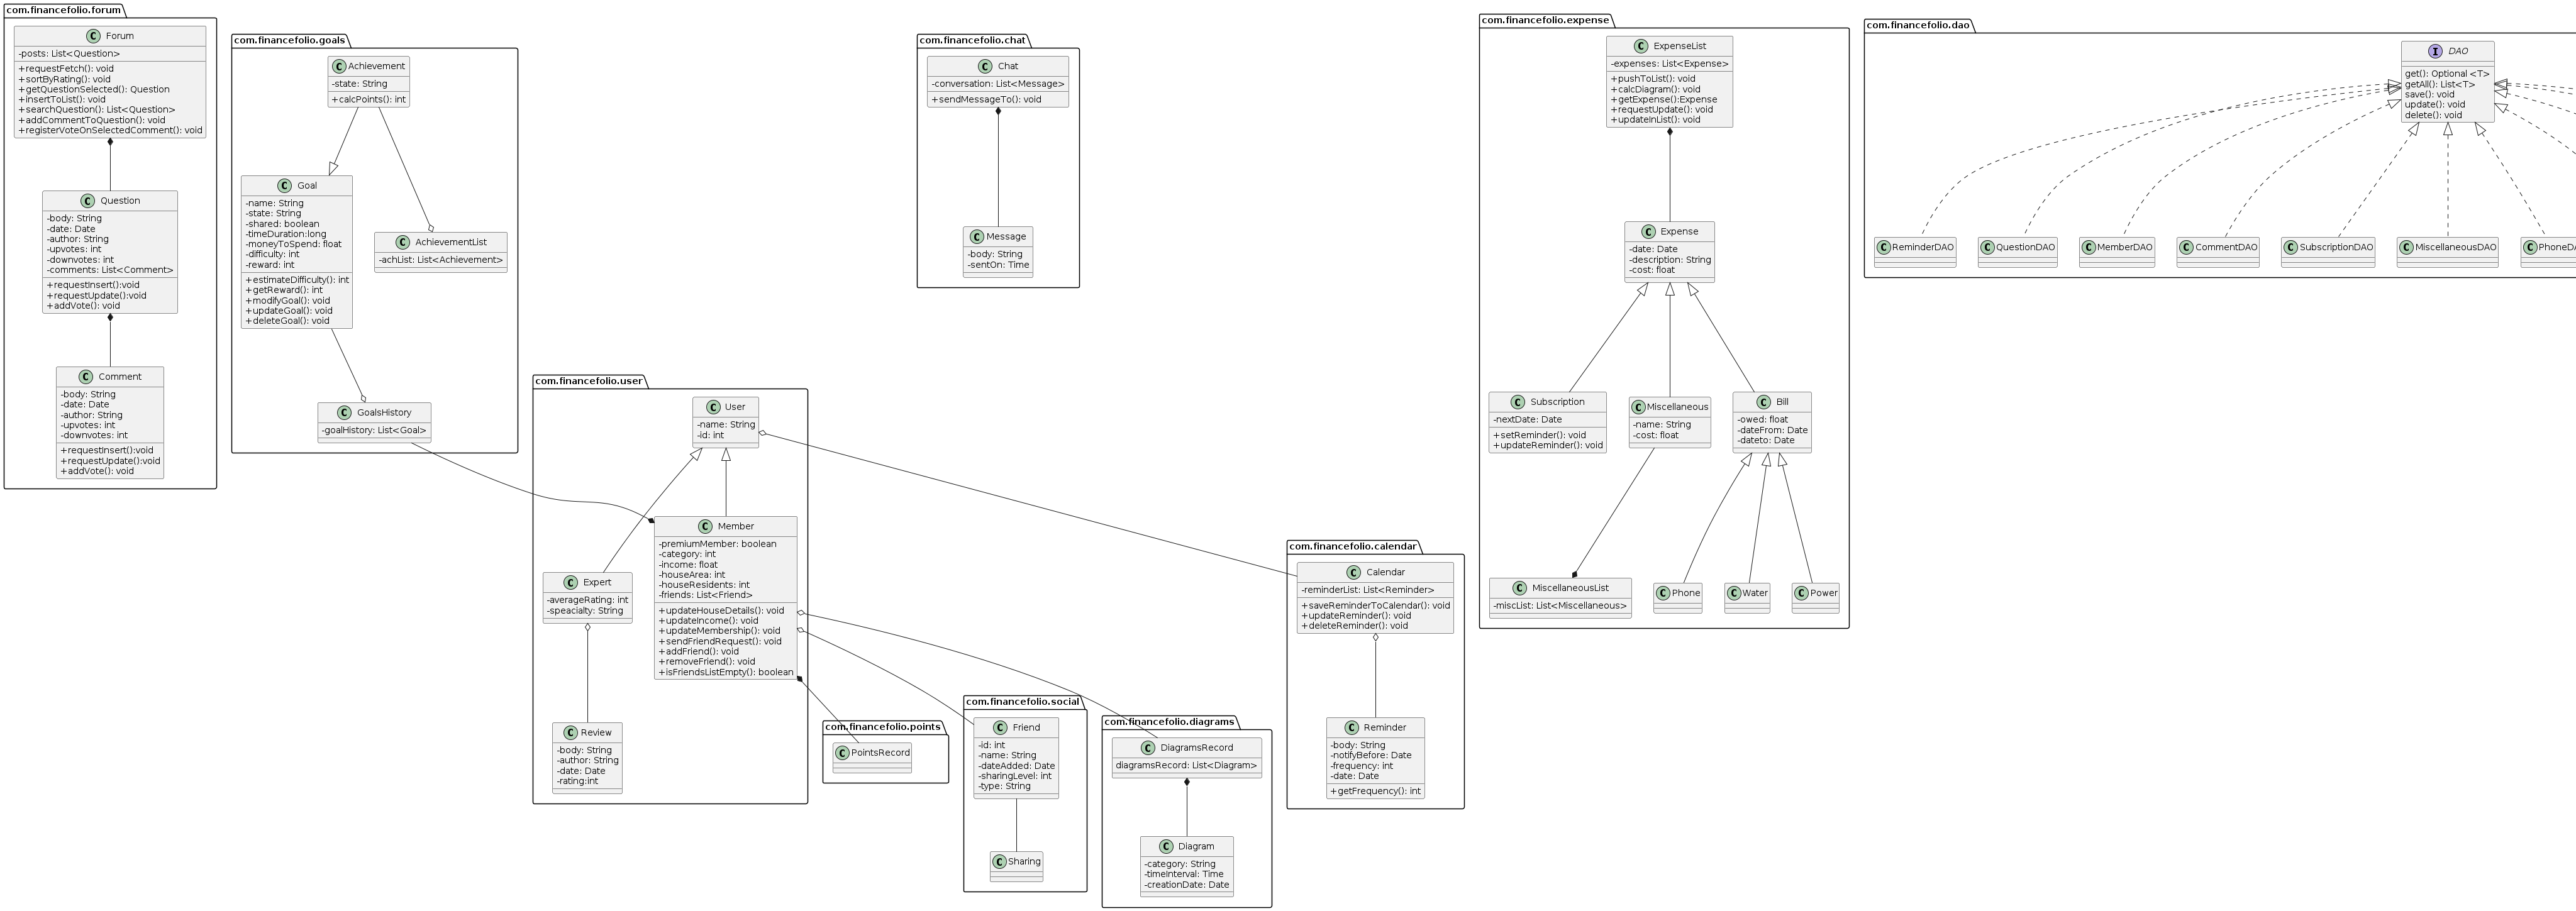 com.financefolio.forum
C Forum
-posts: List<Question>
+requestFetch(): void
+sortByRating(): void
+getQuestionSelected(): Question
+insertToList(): void
+searchQuestion(): List<Question>
+addCommentToQuestion(): void
+registerVoteOnSelectedComment(): void
C Question
-body: String
-date: Date
-author: String
-upvotes: int
-downvotes: int
-comments: List<Comment>
+requestInsert():void
+requestUpdate():void
+addVote(): void
C Comment
-body: String
-date: Date
-author: String
-upvotes: int
-downvotes: int
+requestInsert():void
+requestUpdate():void
+addVote(): void
com.financefolio.goals
C Achievement
-state: String
+calcPoints(): int
C Goal
-name: String
-state: String
-shared: boolean
-timeDuration:long
-moneyToSpend: float
-difficulty: int
-reward: int
+estimateDifficulty(): int
+getReward(): int
+modifyGoal(): void
+updateGoal(): void
+deleteGoal(): void
C AchievementList
-achList: List<Achievement>
C GoalsHistory
-goalHistory: List<Goal>
com.financefolio.user
C User
-name: String
-id: int
C Member
-premiumMember: boolean
-category: int
-income: float
-houseArea: int
-houseResidents: int
-friends: List<Friend>
+updateHouseDetails(): void
+updateIncome(): void
+updateMembership(): void
+sendFriendRequest(): void
+addFriend(): void
+removeFriend(): void
+isFriendsListEmpty(): boolean
C Expert
-averageRating: int
-speacialty: String
C Review
-body: String
-author: String
-date: Date
-rating:int
com.financefolio.points
C PointsRecord
com.financefolio.chat
C Chat
-conversation: List<Message>
+sendMessageTo(): void
C Message
-body: String
-sentOn: Time
com.financefolio.social
C Friend
-id: int
-name: String
-dateAdded: Date
-sharingLevel: int
-type: String
C Sharing
com.financefolio.diagrams
C DiagramsRecord
diagramsRecord: List<Diagram>
C Diagram
-category: String
-timeInterval: Time
-creationDate: Date
com.financefolio.calendar
C Calendar
-reminderList: List<Reminder>
+saveReminderToCalendar(): void
+updateReminder(): void
+deleteReminder(): void
C Reminder
-body: String
-notifyBefore: Date
-frequency: int
-date: Date
+getFrequency(): int
com.financefolio.expense
C ExpenseList
-expenses: List<Expense>
+pushToList(): void
+calcDiagram(): void
+getExpense():Expense
+requestUpdate(): void
+updateInList(): void
C Expense
-date: Date
-description: String
-cost: float
C Subscription
-nextDate: Date
+setReminder(): void
+updateReminder(): void
C Miscellaneous
-name: String
-cost: float
C Bill
-owed: float
-dateFrom: Date
-dateto: Date
C MiscellaneousList
-miscList: List<Miscellaneous>
C Phone
C Water
C Power
com.financefolio.dao
I DAO
get(): Optional <T>
getAll(): List<T>
save(): void
update(): void
delete(): void
C ReminderDAO
C QuestionDAO
C MemberDAO
C CommentDAO
C SubscriptionDAO
C MiscellaneousDAO
C